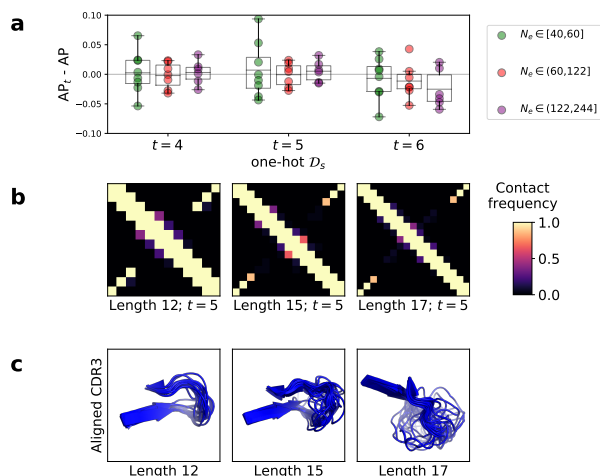 a
AP_t - AP
0.10
0.05
0.00
−0.05
−0.10
t = 4
t = 5
t = 6
one-hot 𝒟_s
N_e ∈ [40,60]
N_e ∈ (60,122]
N_e ∈ (122,244]
b
Length 12; t = 5
Length 15; t = 5
Length 17; t = 5
Contact
frequency
1.0
0.5
0.0
c
Aligned CDR3
Length 12
Length 15
Length 17